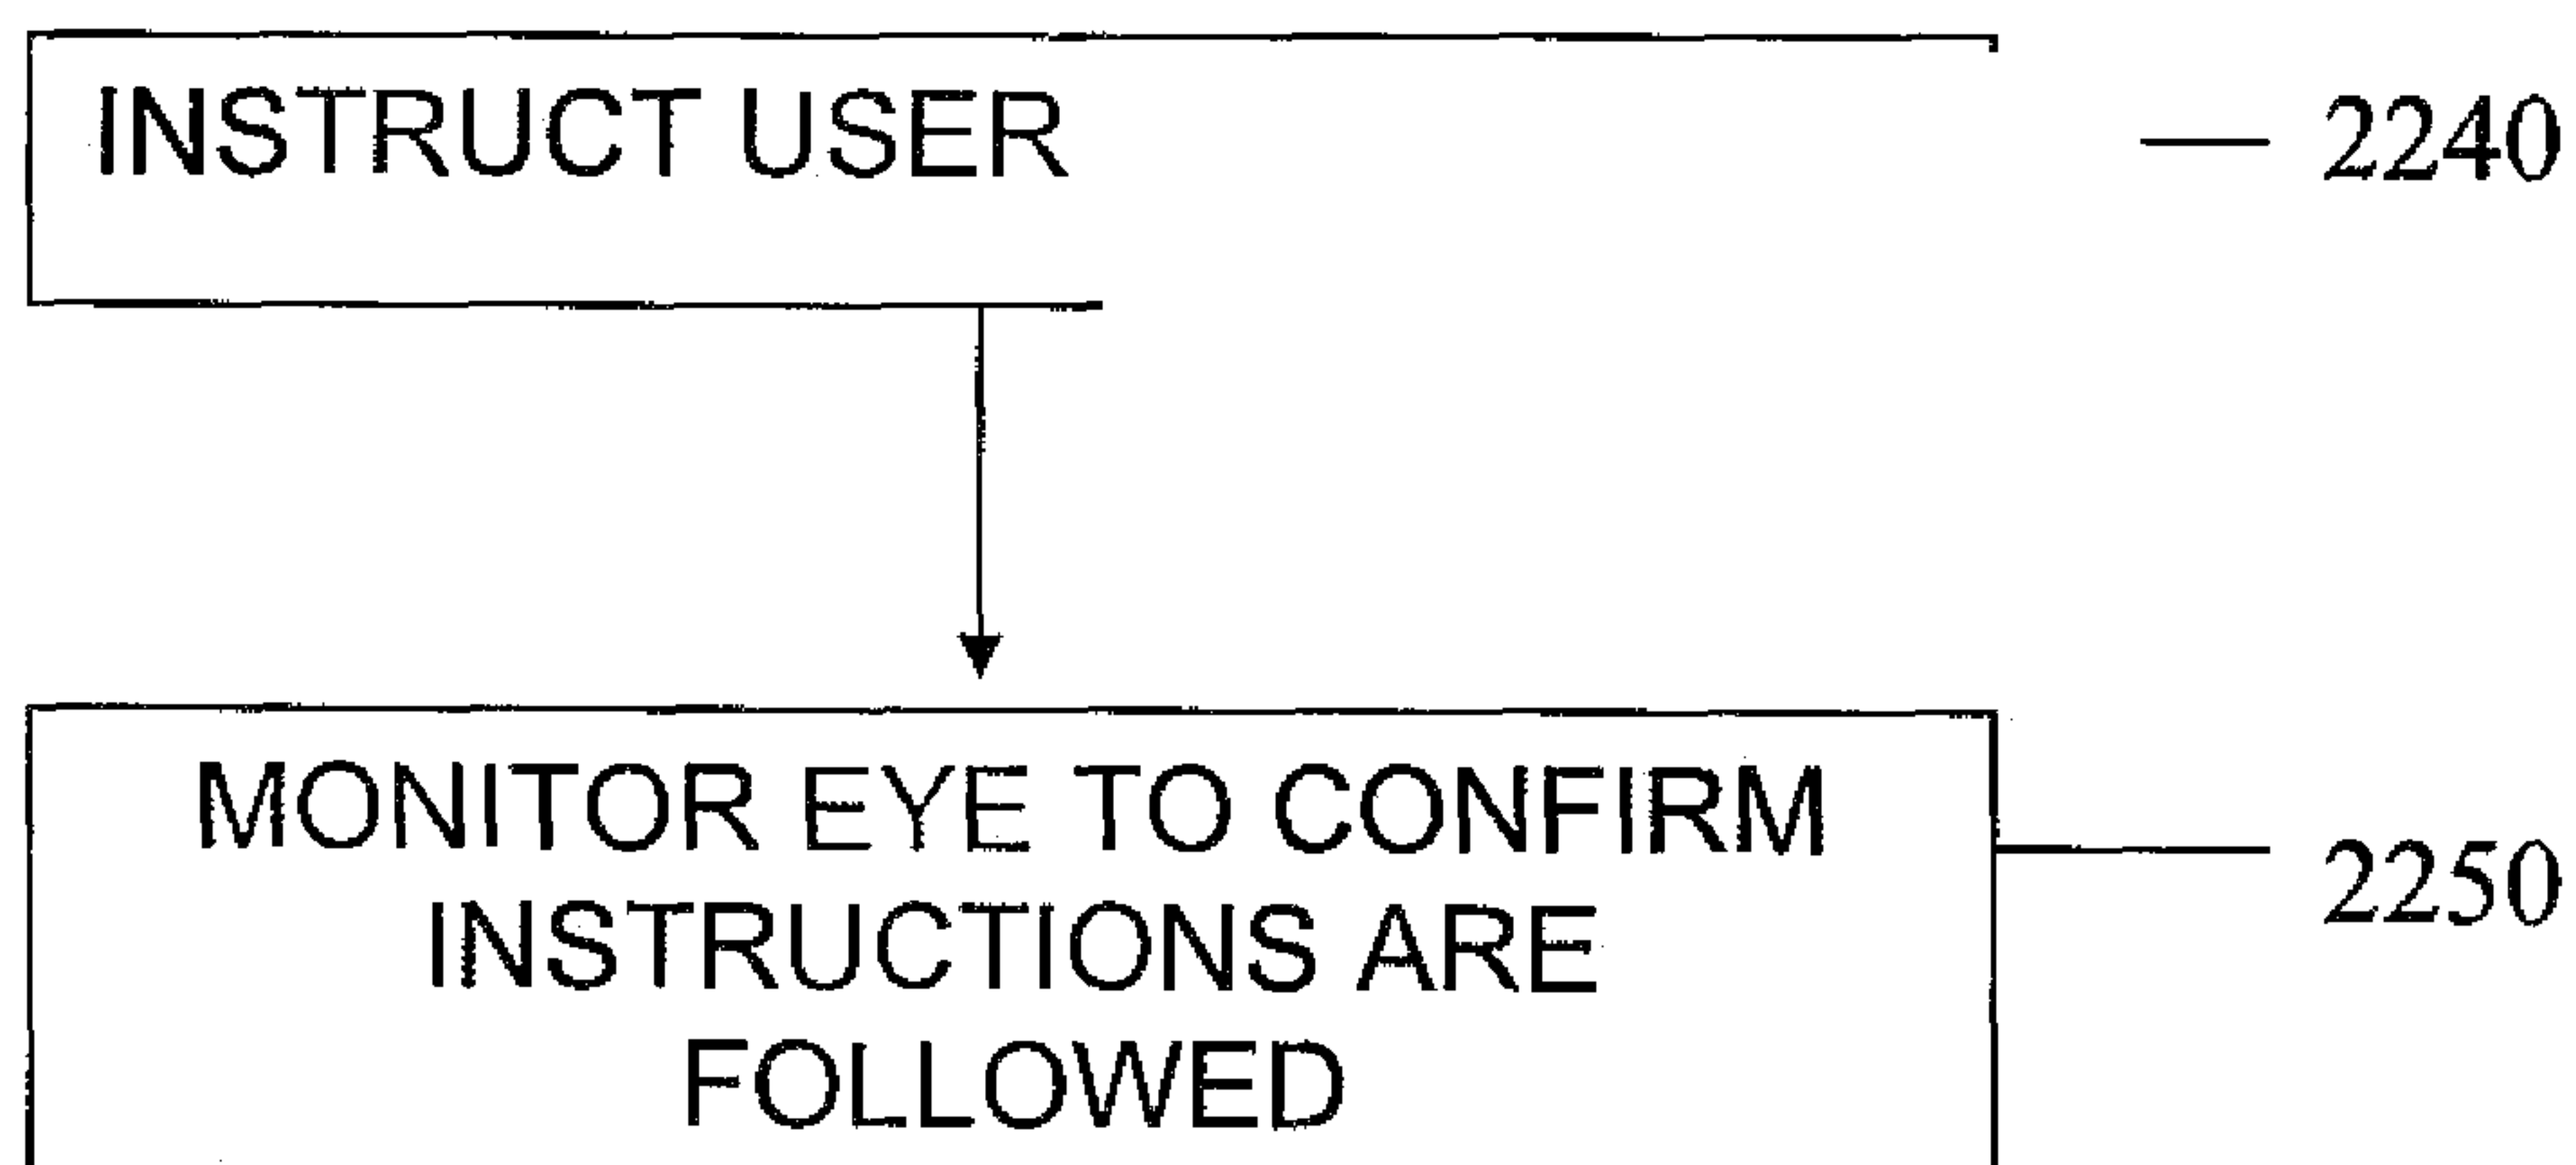 INSTRUCT USER
2240
MONITOR EYE TO CONFIRM
INSTRUCTIONS ARE
FOLLOWED
2250